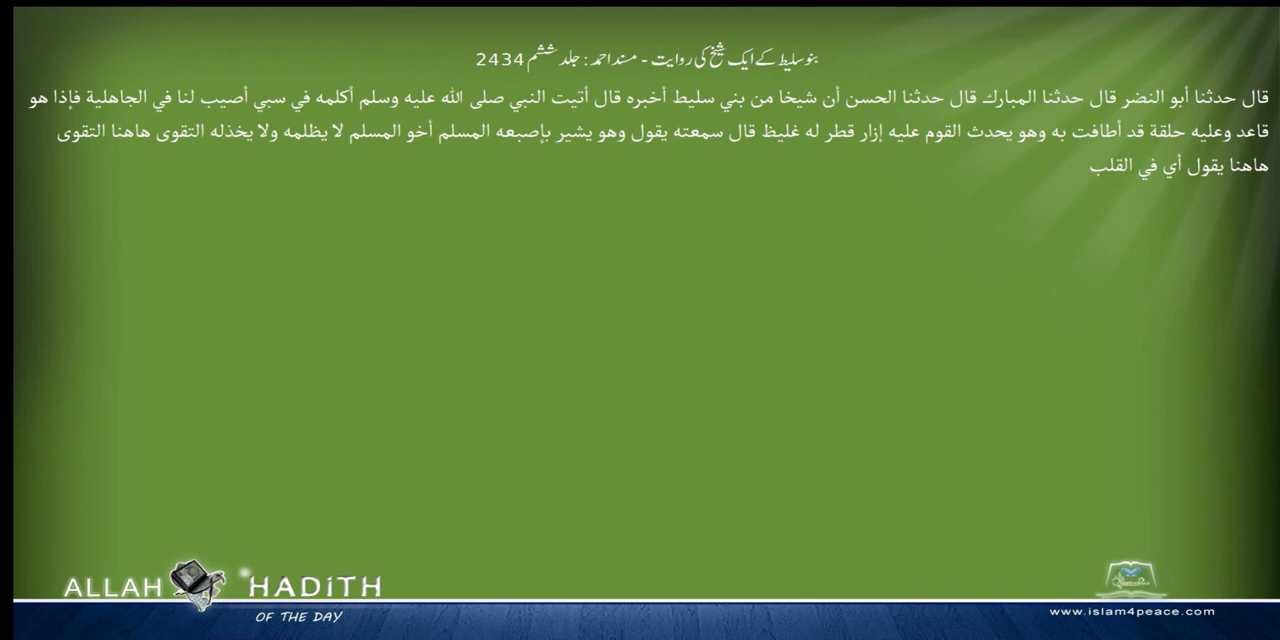 بنو سلیط کے ایک شیخ کی روایت - مسند احمد : جلد ششم 2434
قال حدثنا أبو النضر قال حدثنا المبارك قال حدثنا الحسن أن شيخا من بني سليط أخبره قال أتيت النبي صلى الله عليه وسلم أكلمه في سبي أصيب لنا في الجاهلية فإذا هو
قاعد وعليه حلقة قد أطافت به وهو يحدث القوم عليه إزار قطر له غليظ قال سمعته يقول وهو يشير بإصبعه المسلم أخو المسلم لا يظلمه ولا يخذله التقوى هاهنا التقوى
هاهنا يقول أي في القلب
ALLAH HADITH
OF THE DAY
www.islam4peace.com